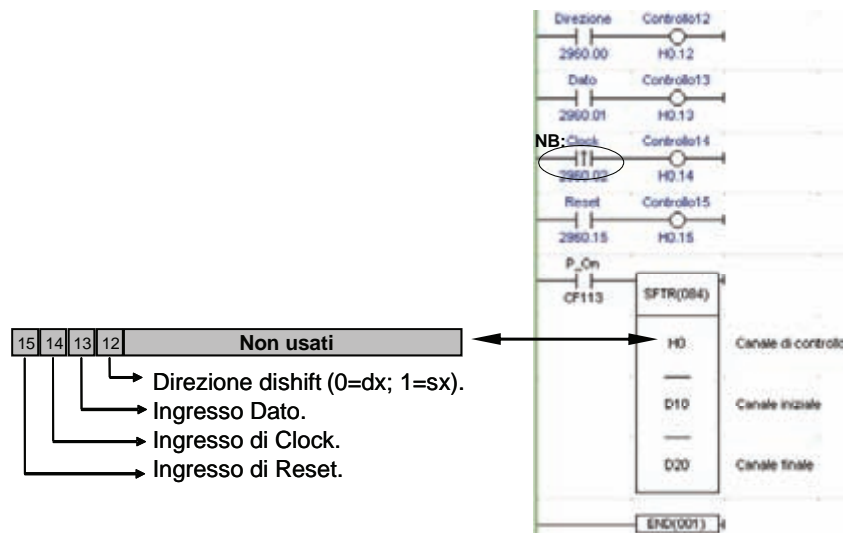 Direzione Controllo12
2960.00 H0.12
Dato Controllo13
2960.01 H0.13
NB: Clock Controllo14
2960.02 H0.14
Reset Controllo15
2960.15 H0.15
P_On
CF113
SFTR(084)
H0 Canale di controllo
D10 Canale iniziale
D20 Canale finale
END(001)
15 14 13 12 Non usati
Direzione dishift (0=dx; 1=sx).
Ingresso Dato.
Ingresso di Clock.
Ingresso di Reset.